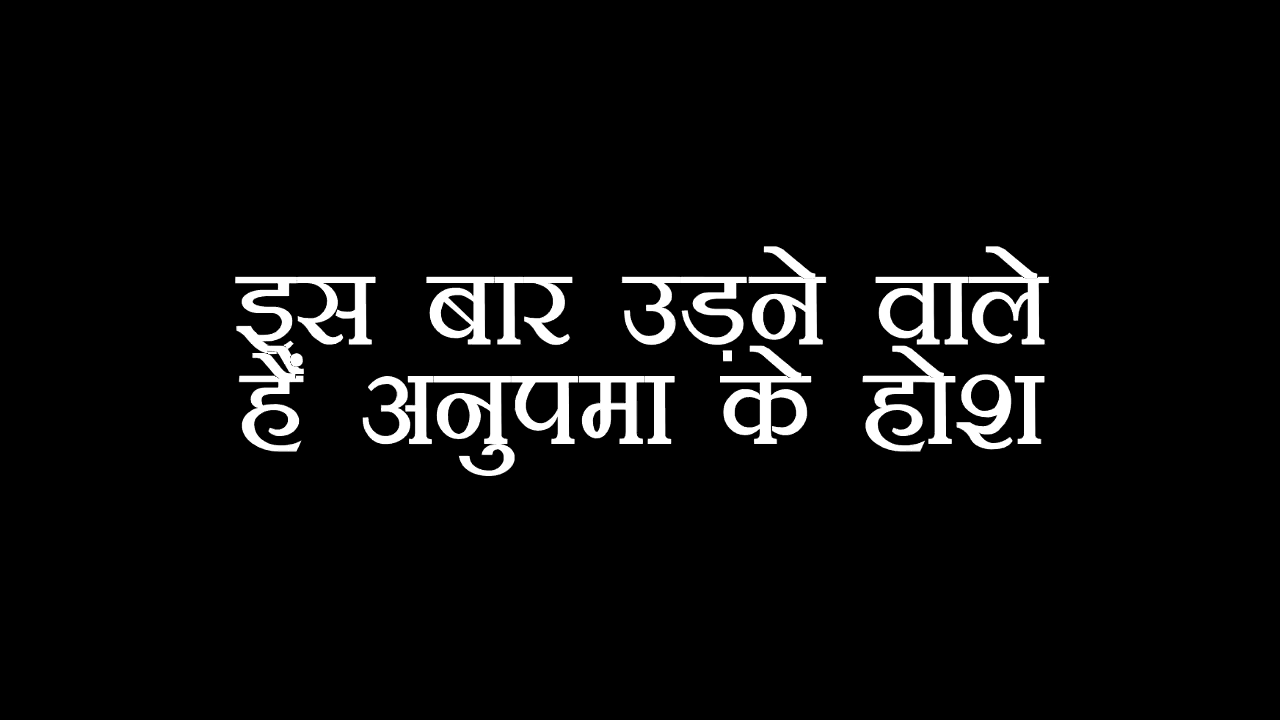 इस बार उड़ने वाले
हैं अनुपमा के होश